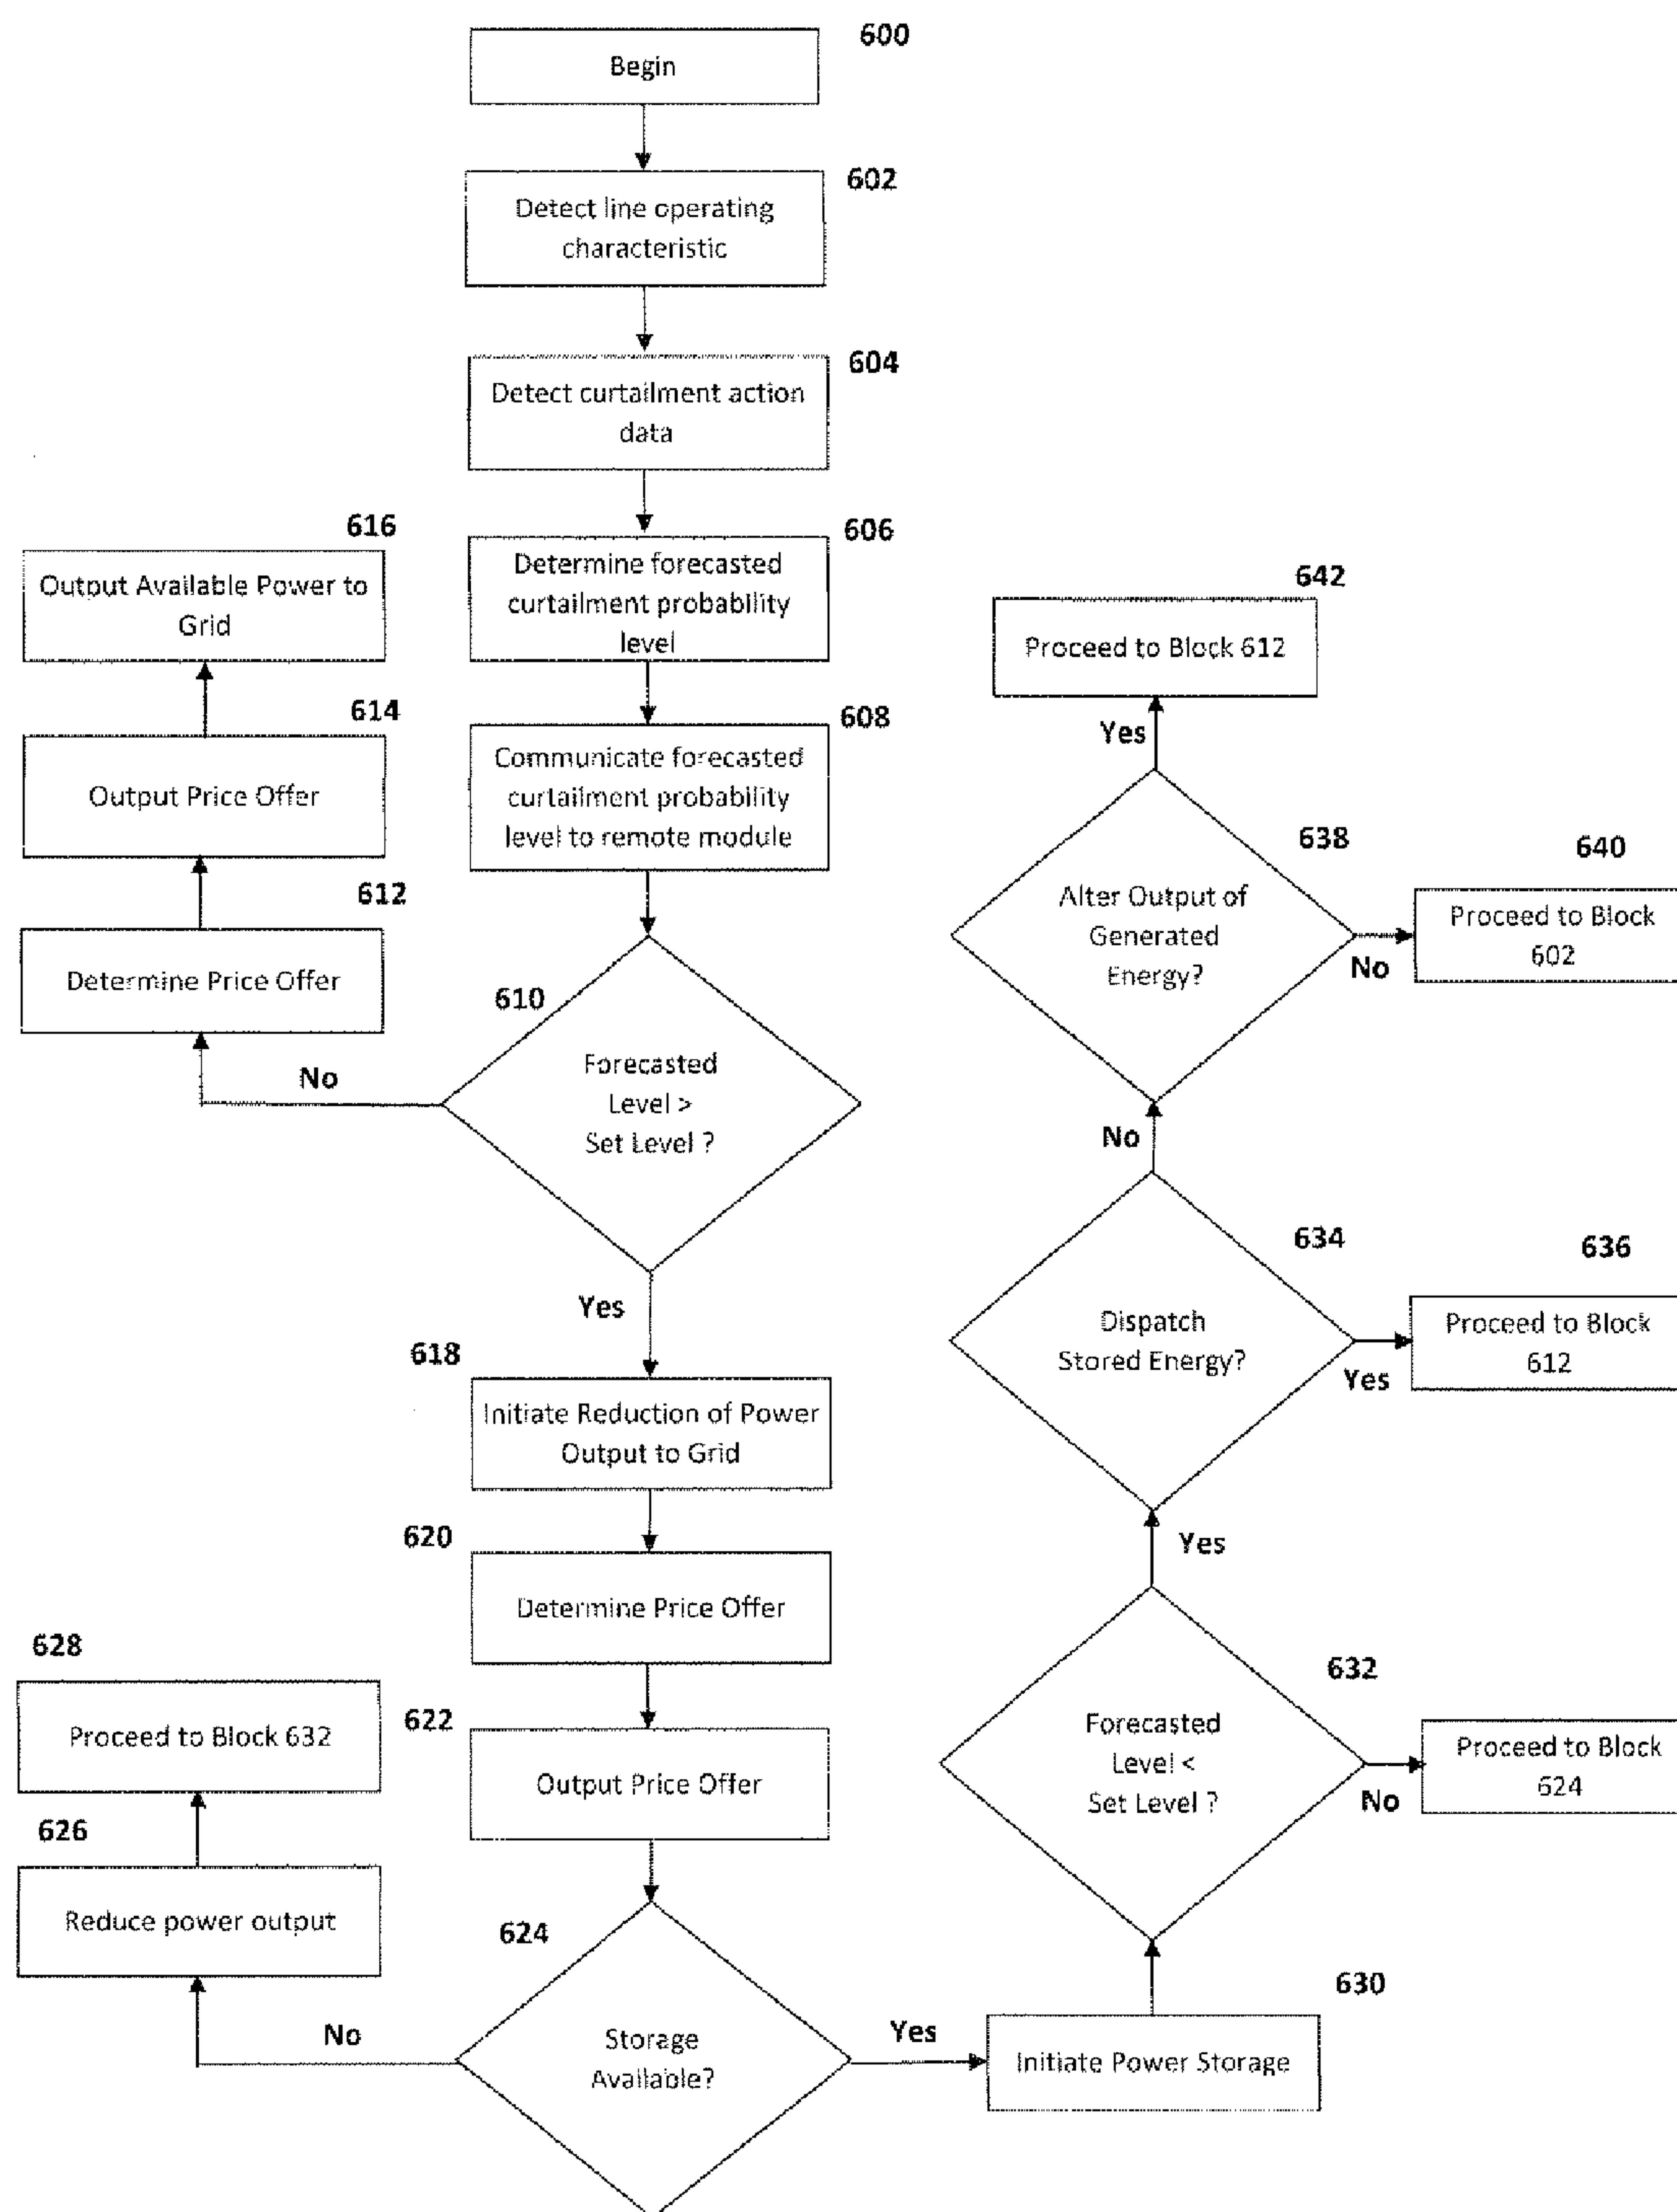 600
Begin
602
Detect line operating
characteristic
604
Detect curtailment action
data
606
Determine forecasted
curtailment probability
level
608
Communicate forecasted
curtailment probability
level to remote module
610
Forecasted
Level >
Set Level ?
No
612
Determine Price Offer
614
Output Price Offer
616
Output Available Power to
Grid
Yes
618
Initiate Reduction of Power
Output to Grid
620
Determine Price Offer
622
Output Price Offer
624
Storage
Available?
No
626
Reduce power output
628
Proceed to Block 632
Yes
630
Initiate Power Storage
632
Forecasted
Level <
Set Level ?
No
Proceed to Block
624
Yes
634
Dispatch
Stored Energy?
Yes
636
Proceed to Block
612
No
638
Alter Output of
Generated
Energy?
No
640
Proceed to Block
602
Yes
642
Proceed to Block 612